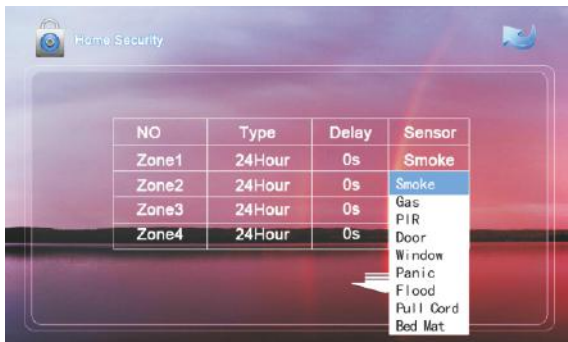 Home Security
NO Type Delay Sensor
Zone1 24Hour 0s Smoke
Zone2 24Hour 0s
Zone3 24Hour 0s
Zone4 24Hour 0s
Smoke
Gas
PIR
Door
Window
Panic
Flood
Pull Cord
Bed Mat